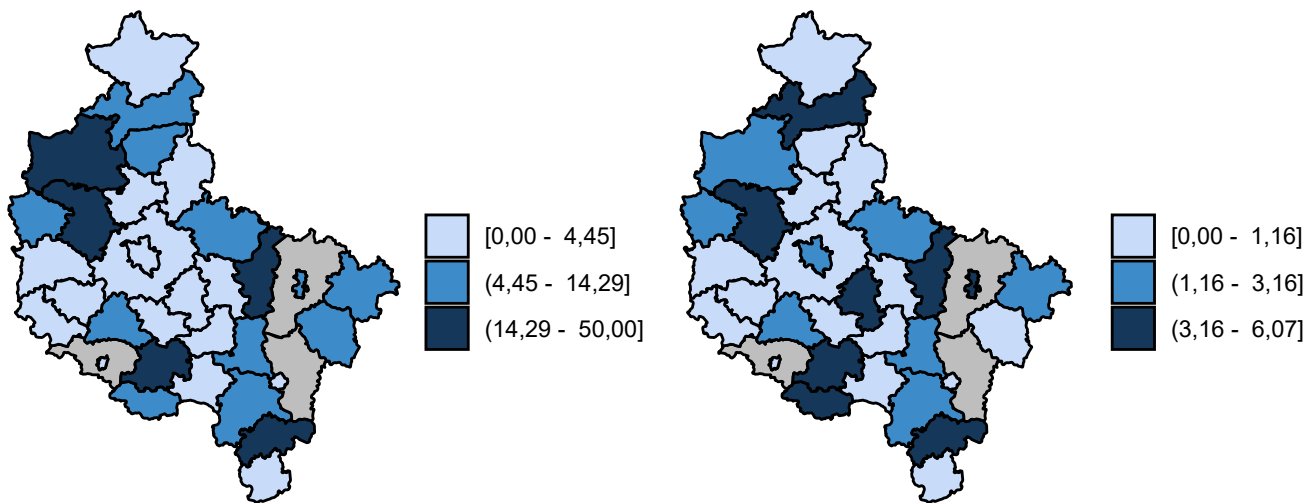 [0,00 - 4,45]
(4,45 - 14,29]
(14,29 - 50,00]
[0,00 - 1,16]
(1,16 - 3,16]
(3,16 - 6,07]